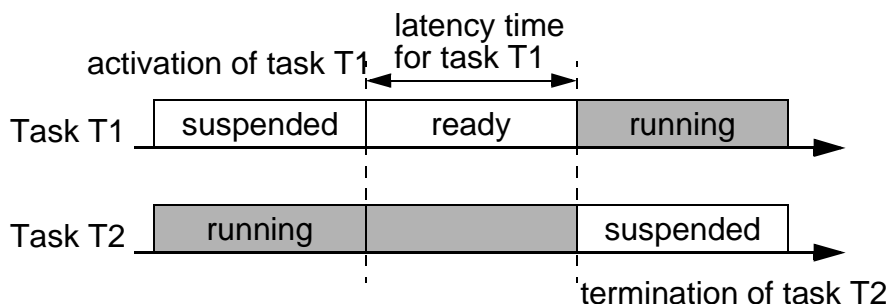 latency time
activation of task T1 for task T1
Task T1 suspended ready running
Task T2 running suspended
termination of task T2